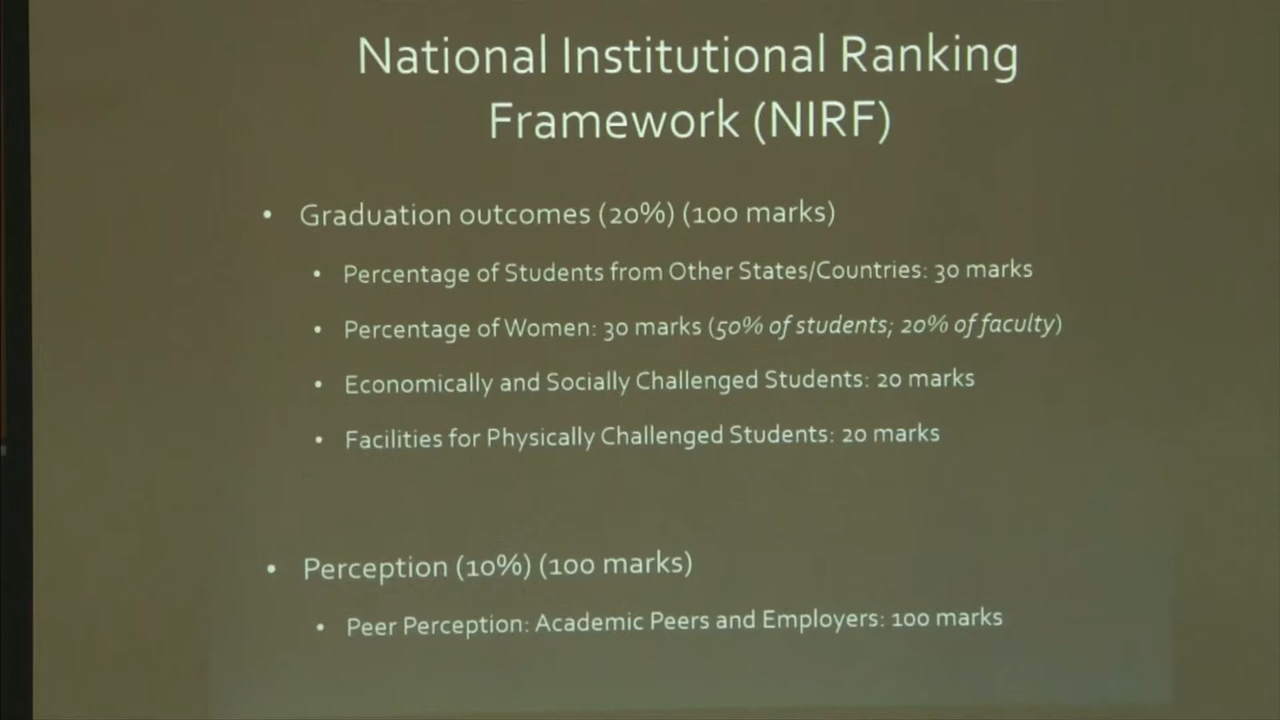 National Institutional Ranking
Framework (NIRF)
• Graduation outcomes (20%) (100 marks)
• Percentage of Students from Other States/Countries: 30 marks
• Percentage of Women: 30 marks (50% of students; 20% of faculty)
• Economically and Socially Challenged Students: 20 marks
• Facilities for Physically Challenged Students: 20 marks
• Perception (10%) (100 marks)
• Peer Perception: Academic Peers and Employers: 100 marks